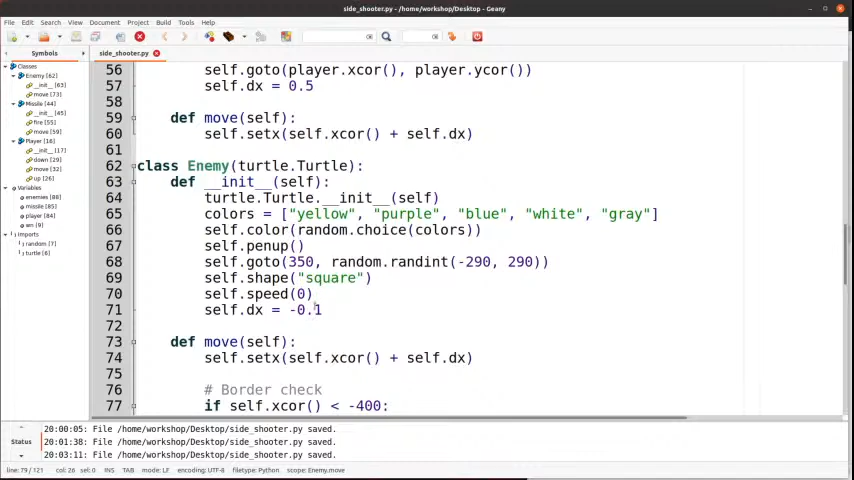 side_shooter.py - /home/workshop/Desktop - Geany
File Edit Search View Document Project Build Tools Help
Symbols
side_shooter.py
Classes
Enemy [62]
__init__ [63]
move [73]
Missile [44]
__init__ [45]
fire [55]
move [59]
Player [16]
__init__ [17]
down [29]
move [32]
up [26]
Variables
enemies [88]
missile [85]
player [84]
wn [9]
Imports
random [7]
turtle [6]
56 self.goto(player.xcor(), player.ycor())
57 self.dx = 0.5
58
59 def move(self):
60 self.setx(self.xcor() + self.dx)
61
62 class Enemy(turtle.Turtle):
63 def __init__(self):
64 turtle.Turtle.__init__(self)
65 colors = ["yellow", "purple", "blue", "white", "gray"]
66 self.color(random.choice(colors))
67 self.penup()
68 self.goto(350, random.randint(-290, 290))
69 self.shape("square")
70 self.speed(0)
71 self.dx = -0.1
72
73 def move(self):
74 self.setx(self.xcor() + self.dx)
75
76 # Border check
77 if self.xcor() < -400:
Status
20:00:05: File /home/workshop/Desktop/side_shooter.py saved.
20:01:38: File /home/workshop/Desktop/side_shooter.py saved.
20:03:11: File /home/workshop/Desktop/side_shooter.py saved.
line: 79 / 121 col: 28 sel: 0 INS TAB mode: LF encoding: UTF-8 filetype: Python scope: Enemy.move